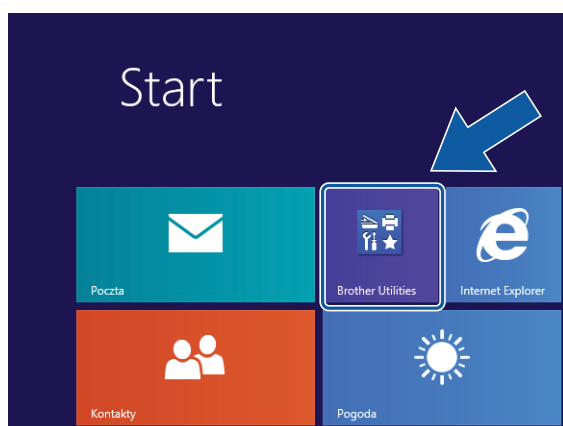 Start
Poczta
Brother Utilities
Internet Explorer
Kontakty
Pogoda